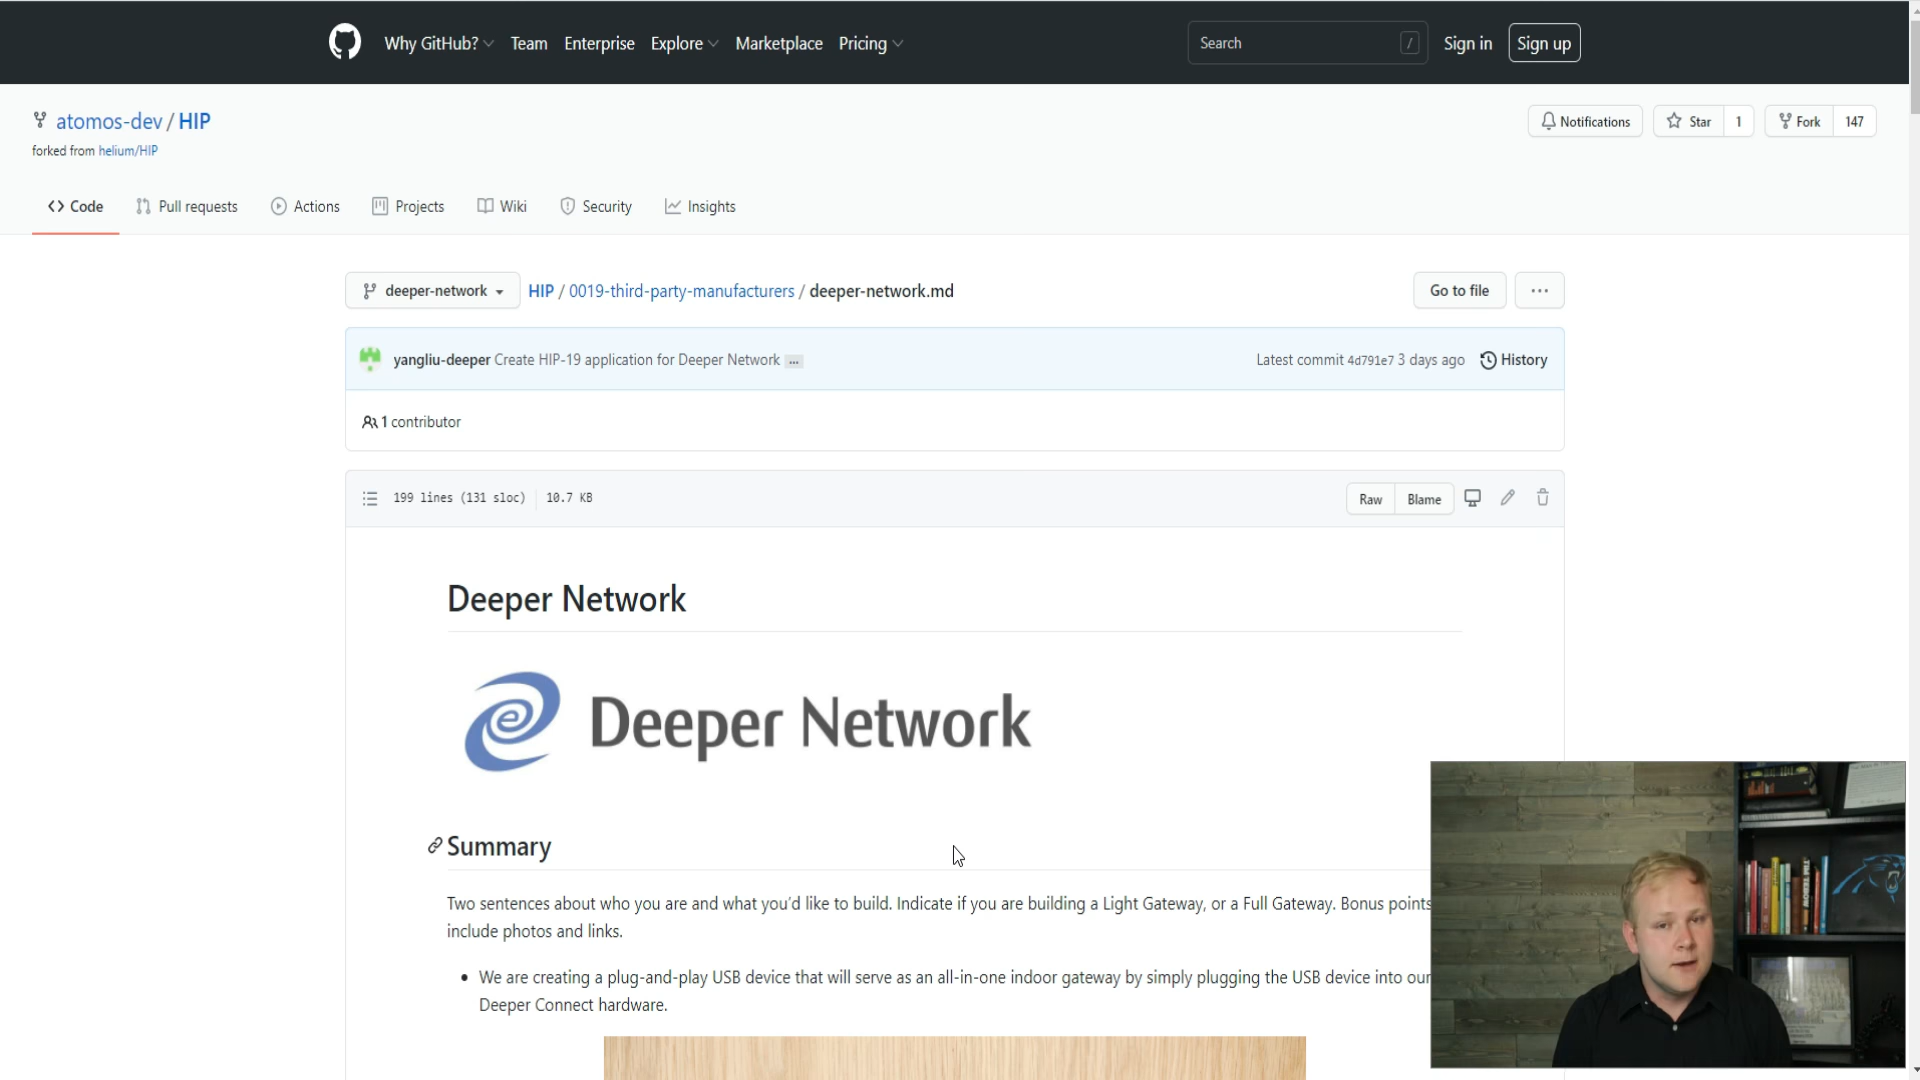 Why GitHub? Team Enterprise Explore Marketplace Pricing Search / Sign in Sign up
atomos-dev / HIP
forked from helium/HIP
Notifications Star 1 Fork 147
<> Code Pull requests Actions Projects Wiki Security Insights
deeper-network HIP / 0019-third-party-manufacturers / deeper-network.md Go to file ...
yangliu-deeper Create HIP-19 application for Deeper Network ... Latest commit 4d791e7 3 days ago History
1 contributor
199 lines (131 sloc) 10.7 KB Raw Blame
Deeper Network
Deeper Network
Summary
Two sentences about who you are and what you'd like to build. Indicate if you are building a Light Gateway, or a Full Gateway. Bonus points
include photos and links.
• We are creating a plug-and-play USB device that will serve as an all-in-one indoor gateway by simply plugging the USB device into our
Deeper Connect hardware.